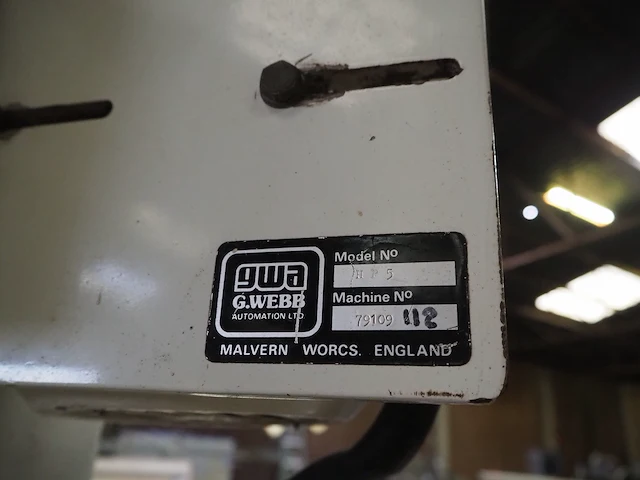 gwa
G.WEBB
AUTOMATION LTD
Model No
Machine No
79109 112
MALVERN WORCS. ENGLAND